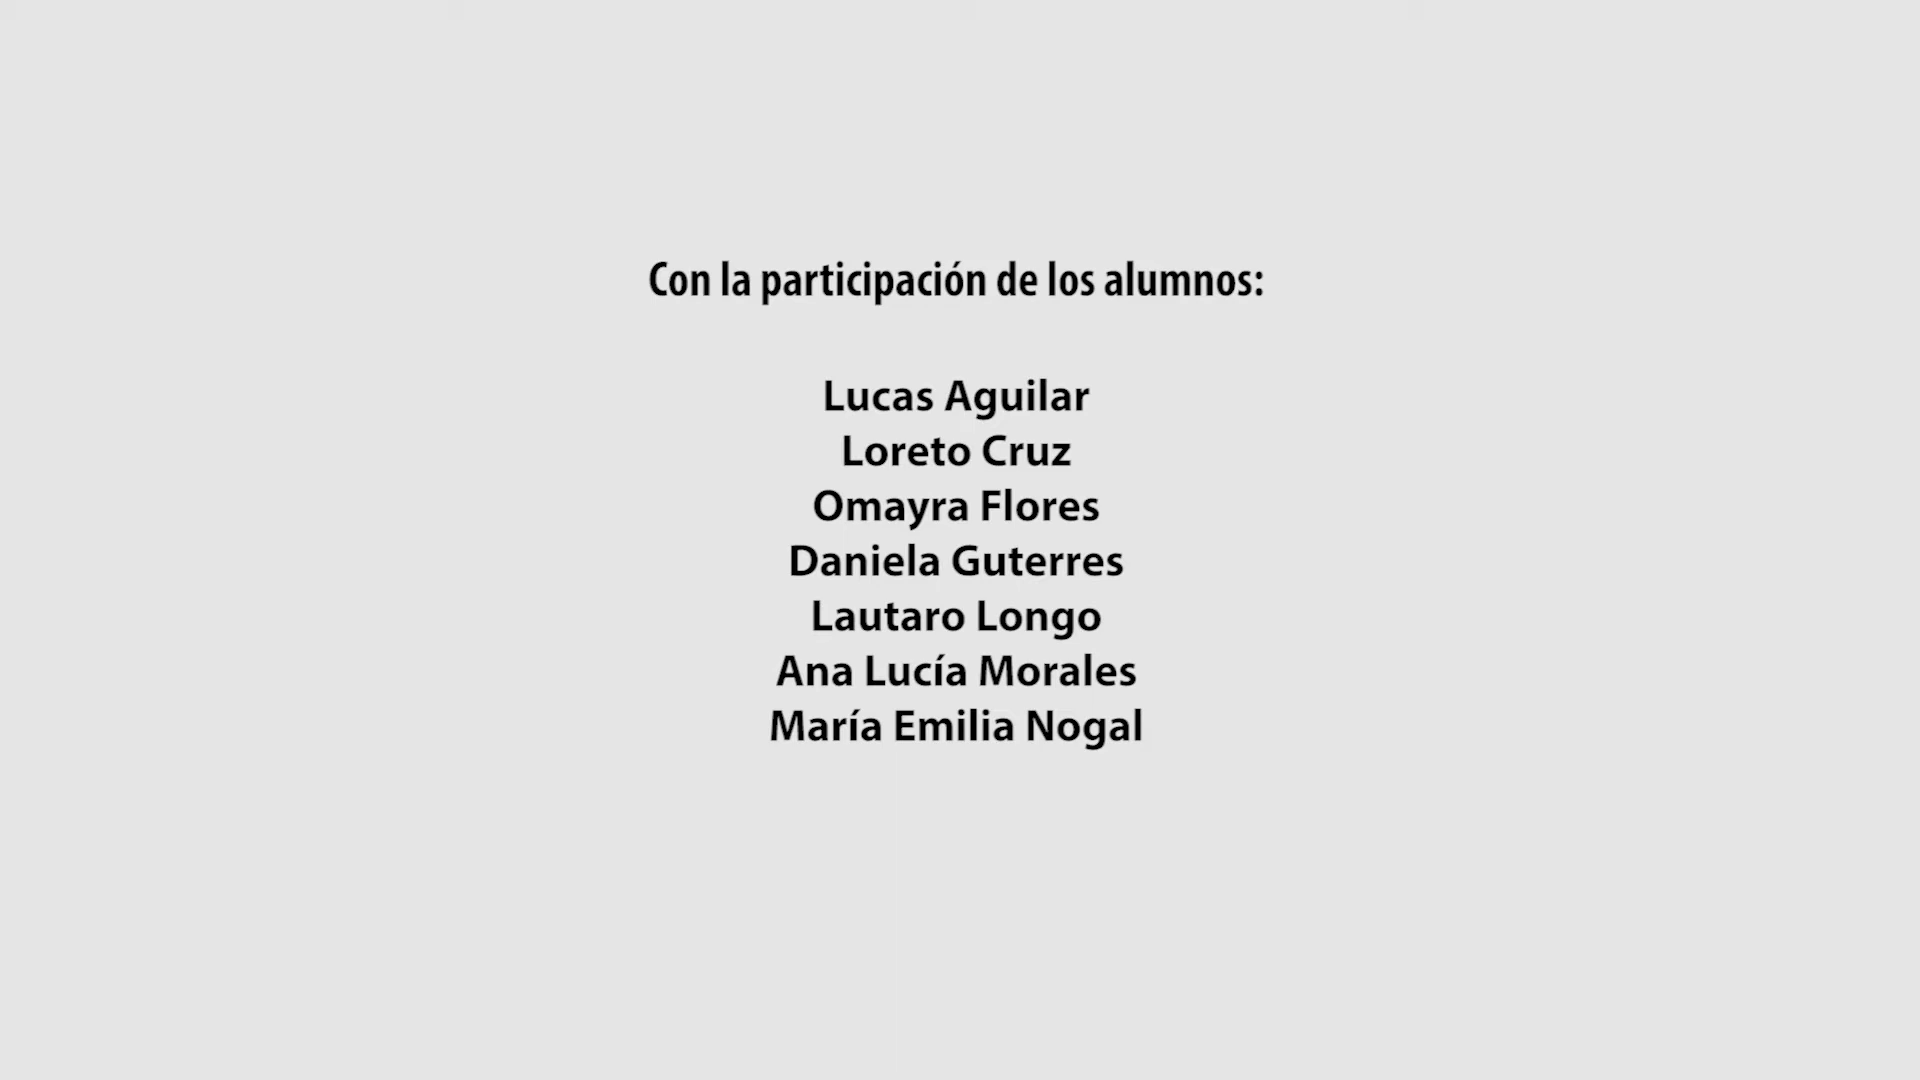 Con la participación de los alumnos:
Lucas Aguilar
Loreto Cruz
Omayra Flores
Daniela Guterres
Lautaro Longo
Ana Lucía Morales
María Emilia Nogal